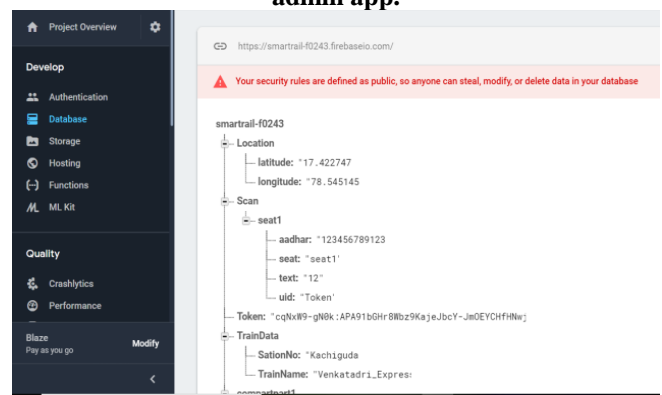 admin app.
Project Overview
https://smartrail-f0243.firebaseio.com/
Develop
Your security rules are defined as public, so anyone can steal, modify, or delete data in your database
Authentication
Database
Storage
Hosting
Functions
ML Kit
Quality
Crashlytics
Performance
Blaze
Pay as you go
Modify
smartrail-f0243
Location
latitude: "17.422747
longitude: "78.545145
Scan
seat1
aadhar: "123456789123
seat: "seat1'
text: "12"
uid: "Token'
Token: "cqNxW9-gN0k:APA91bGHr8Wbz9KajeJbcY-JmOEYCHfHNwj
TrainData
SationNo: "Kachiguda
TrainName: "Venkatadri_Expres: